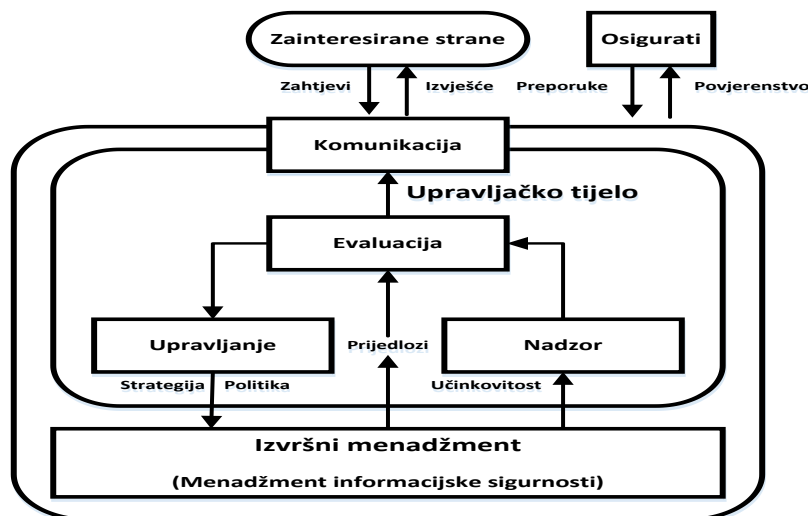 Zainteresirane strane
Osigurati
Zahtjevi
Izvješće
Preporuke
Povjerenstvo
Komunikacija
Upravljačko tijelo
Evaluacija
Upravljanje
Prijedlozi
Nadzor
Strategija
Politika
Učinkovitost
Izvršni menadžment
(Menadžment informacijske sigurnosti)